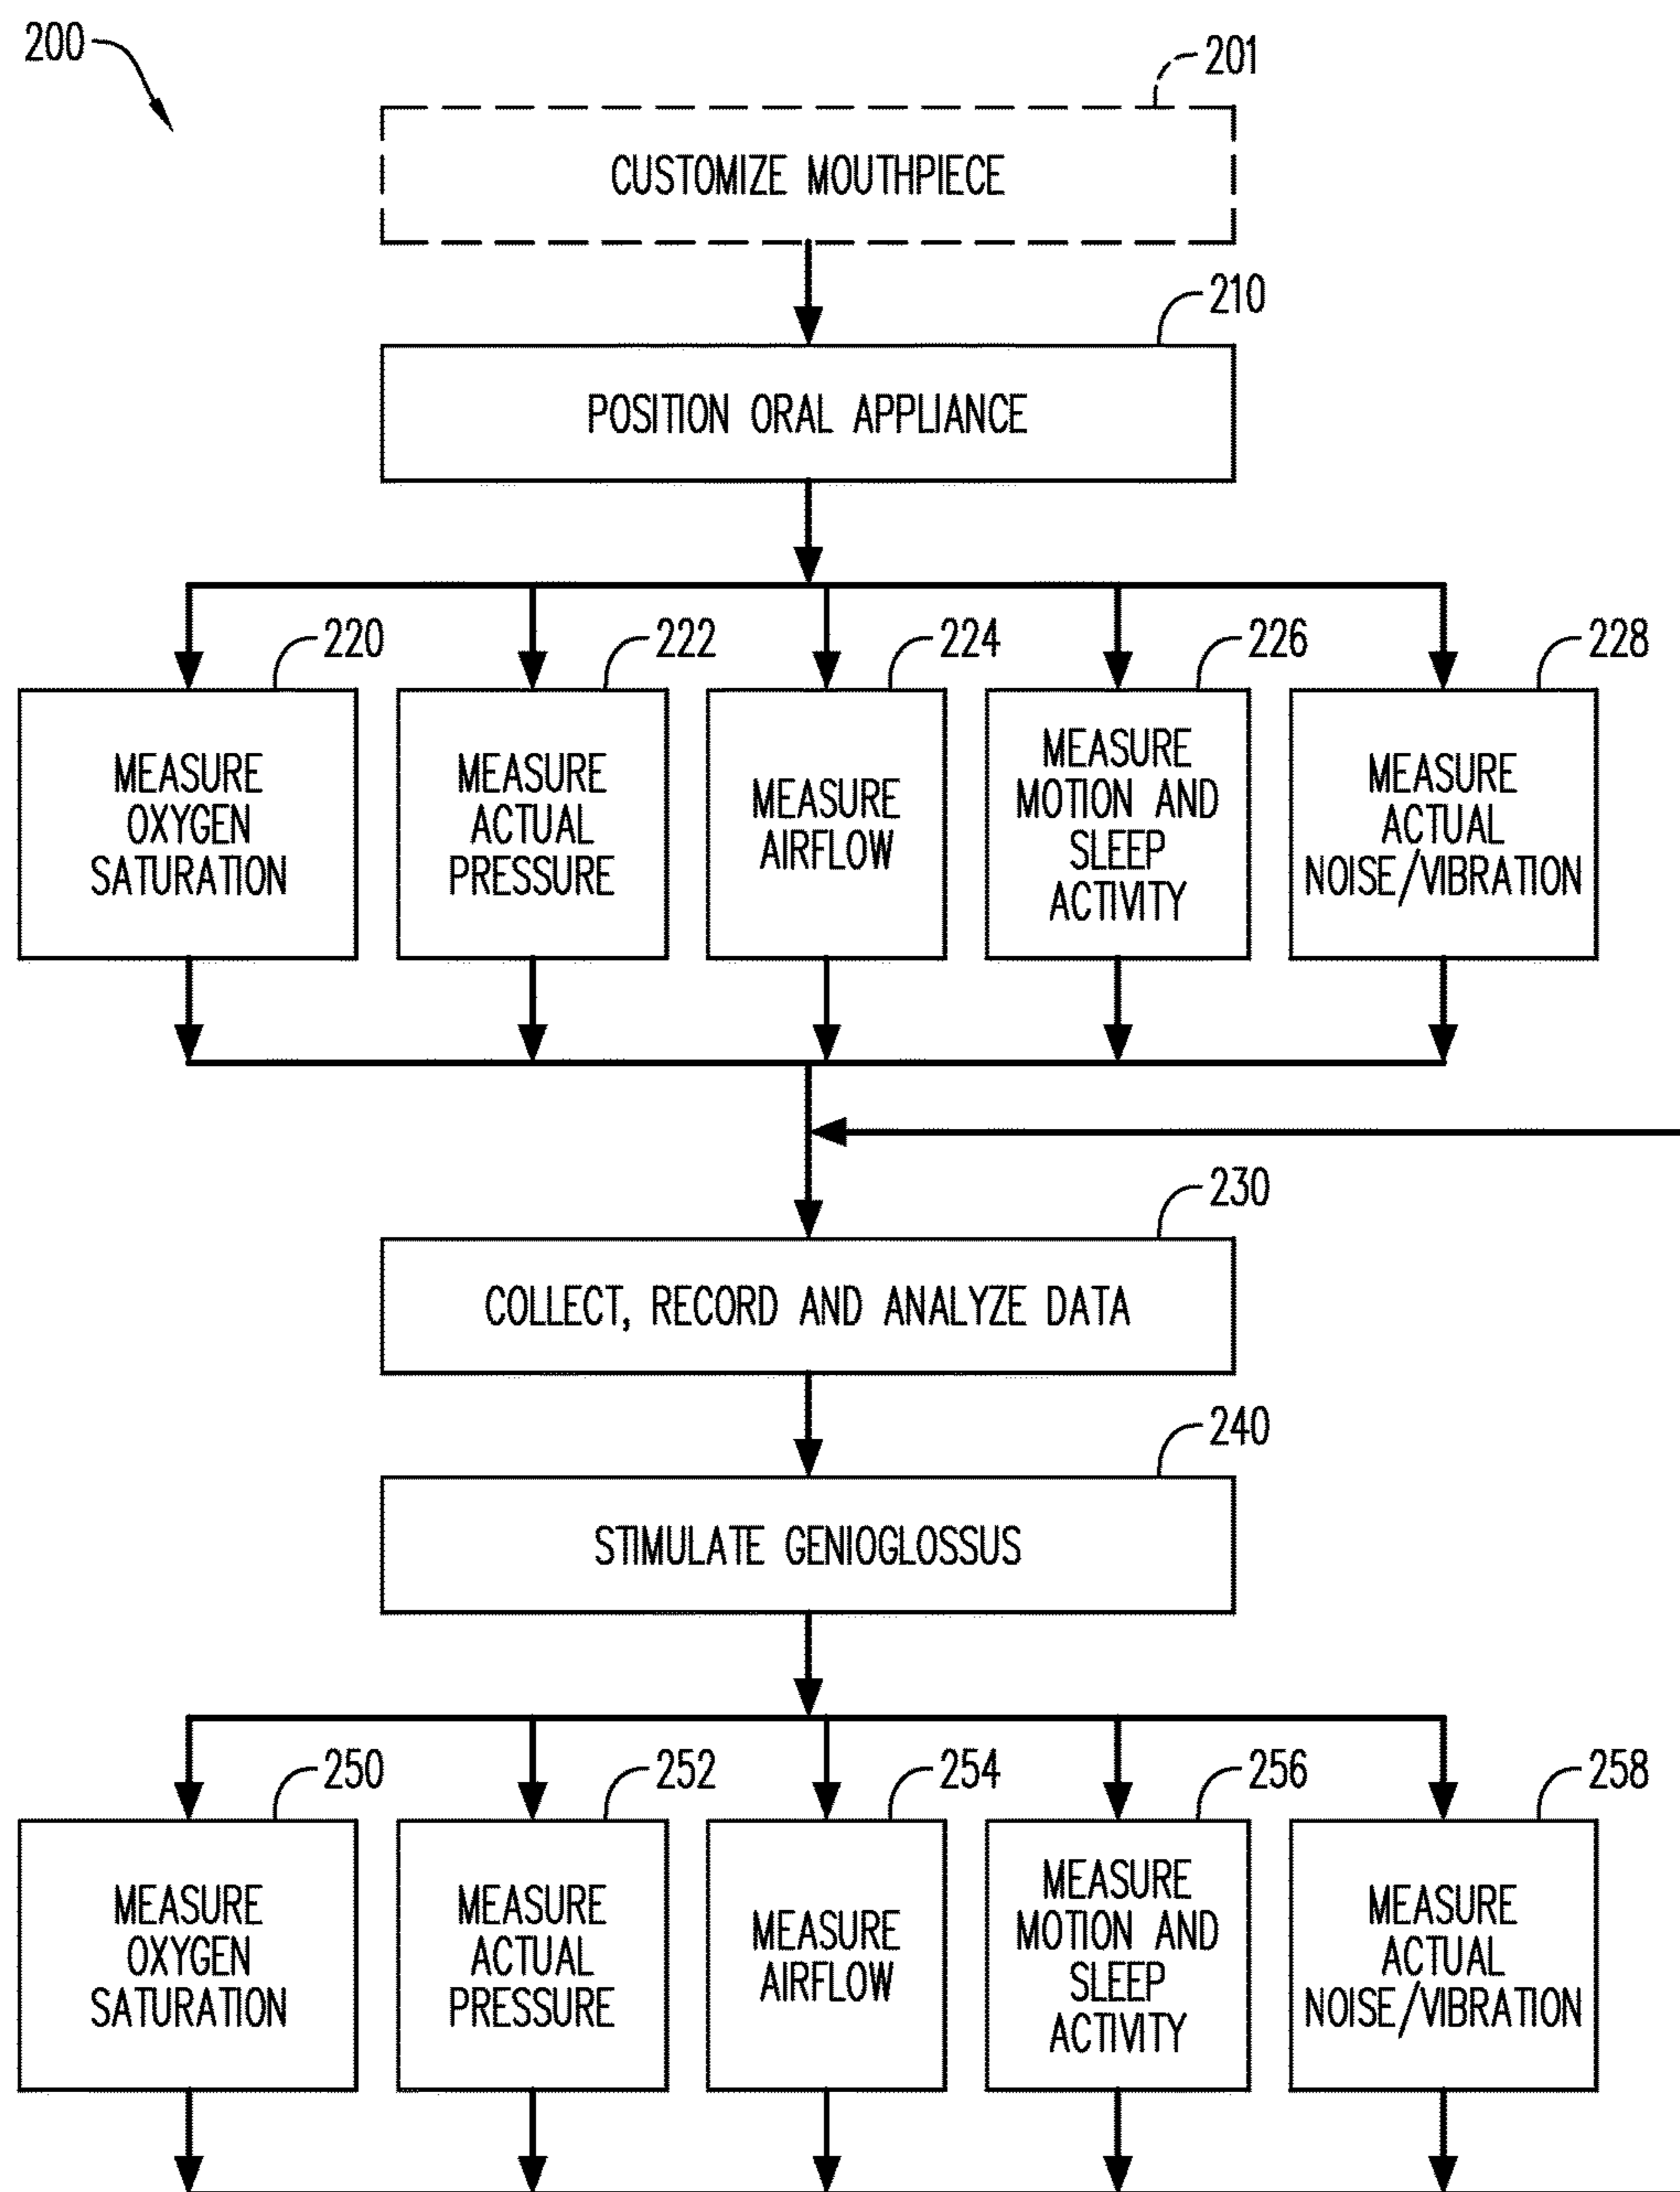 200
201
CUSTOMIZE MOUTHPIECE
210
POSITION ORAL APPLIANCE
220
222
224
226
228
MEASURE
OXYGEN
SATURATION
MEASURE
ACTUAL
PRESSURE
MEASURE
AIRFLOW
MEASURE
MOTION AND
SLEEP
ACTIVITY
MEASURE
ACTUAL
NOISE/VIBRATION
230
COLLECT, RECORD AND ANALYZE DATA
240
STIMULATE GENIOGLOSSUS
250
252
254
256
258
MEASURE
OXYGEN
SATURATION
MEASURE
ACTUAL
PRESSURE
MEASURE
AIRFLOW
MEASURE
MOTION AND
SLEEP
ACTIVITY
MEASURE
ACTUAL
NOISE/VIBRATION